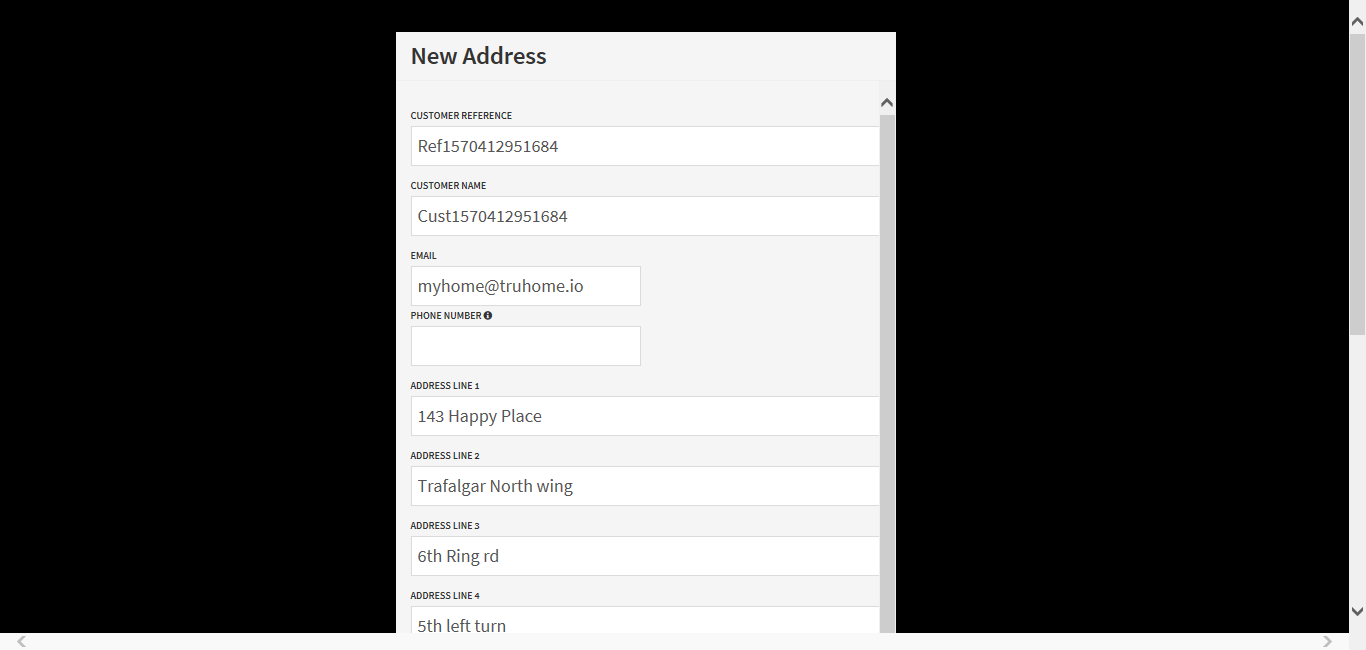 New Address
CUSTOMER REFERENCE
Ref1570412951684
CUSTOMER NAME
Cust1570412951684
EMAIL
myhome@truhome.io
PHONE NUMBER
ADDRESS LINE 1
143 Happy Place
ADDRESS LINE 2
Trafalgar North wing
ADDRESS LINE 3
6th Ring rd
ADDRESS LINE 4
5th left turn